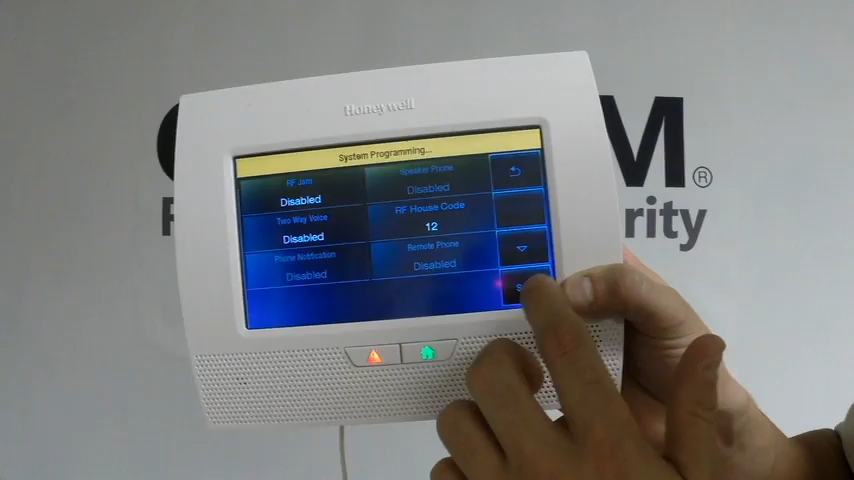 Honeywell
System Programming...
RF Jam
Disabled
Speaker Phone
Disabled
Two Way Voice
Disabled
RF House Code
12
Phone Notification
Disabled
Remote Phone
Disabled
M®
rity